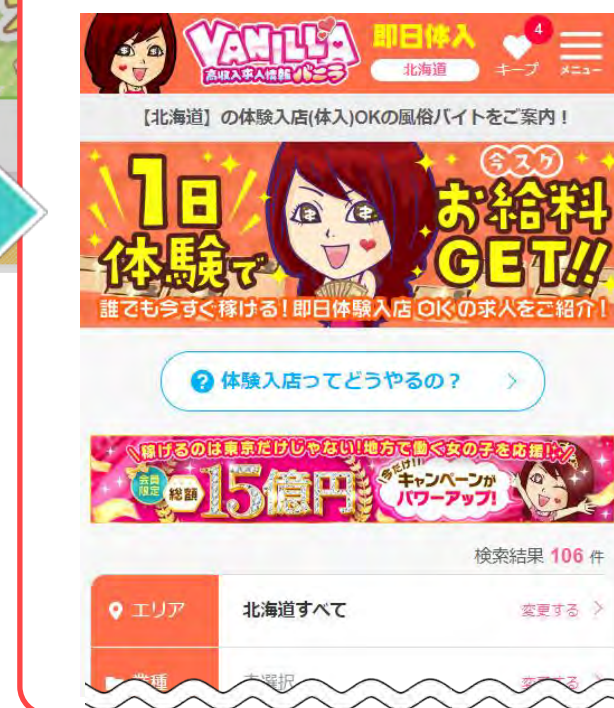 VANILLA
高収入求人情報バニラ
即日体入
北海道
4
キープ
メニュー
【北海道】の体験入店(体入)OKの風俗バイトをご案内！
1日
体験で
今スグ
お給料
GET!!
誰でも今すぐ稼げる！即日体験入店OKの求人をご紹介！
? 体験入店ってどうやるの？
稼げるのは東京だけじゃない!地方で働く女の子を応援!!
会員
限定
総額
15億円
今だけ!!
キャンペーンが
パワーアップ!
検索結果 106 件
エリア
北海道すべて
変更する
業種
未選択
変更する